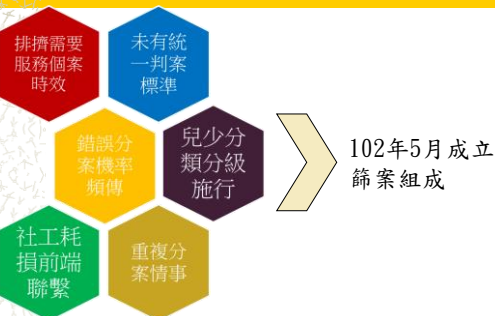 排擠需要
服務個案
時效
未有統
一判案
標準
錯誤分
案機率
頻傳
兒少分
類分級
施行
社工耗
損前端
聯繫
重複分
案情事
102年5月成立
篩案組成